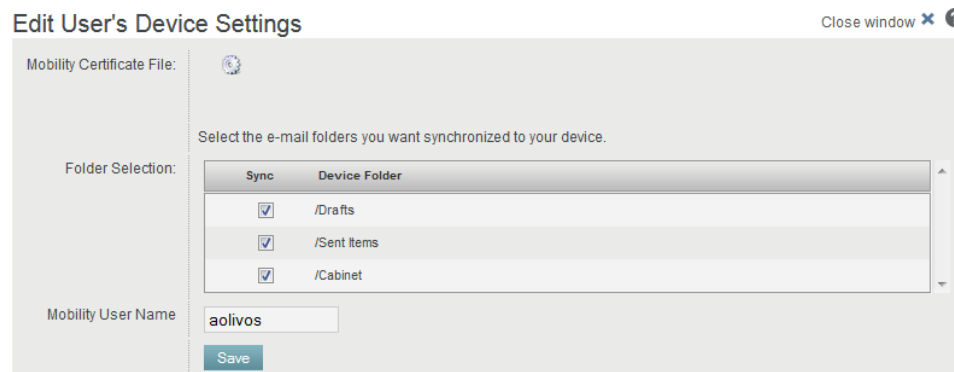 Edit User's Device Settings
Close window
Mobility Certificate File:
Select the e-mail folders you want synchronized to your device.
Folder Selection:
Sync Device Folder
/Drafts
/Sent Items
/Cabinet
Mobility User Name
aolivos
Save